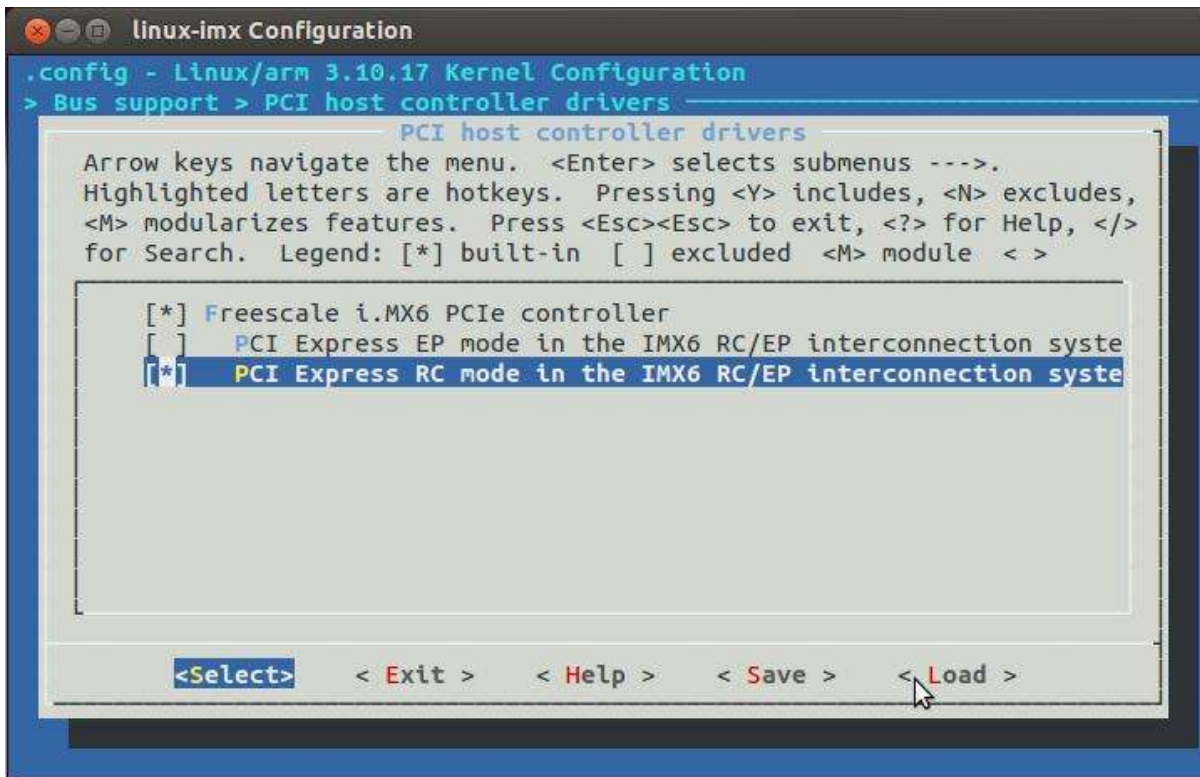 linux-imx Configuration
.config - Linux/arm 3.10.17 Kernel Configuration
> Bus support > PCI host controller drivers
PCI host controller drivers
Arrow keys navigate the menu.  <Enter> selects submenus --->.
Highlighted letters are hotkeys.  Pressing <Y> includes, <N> excludes,
<M> modularizes features.  Press <Esc><Esc> to exit, <?> for Help, </>
for Search.  Legend: [*] built-in  [ ] excluded  <M> module  < >
[*] Freescale i.MX6 PCIe controller
[ ]   PCI Express EP mode in the IMX6 RC/EP interconnection syste
[*]   PCI Express RC mode in the IMX6 RC/EP interconnection syste
<Select>    < Exit >    < Help >    < Save >    < Load >